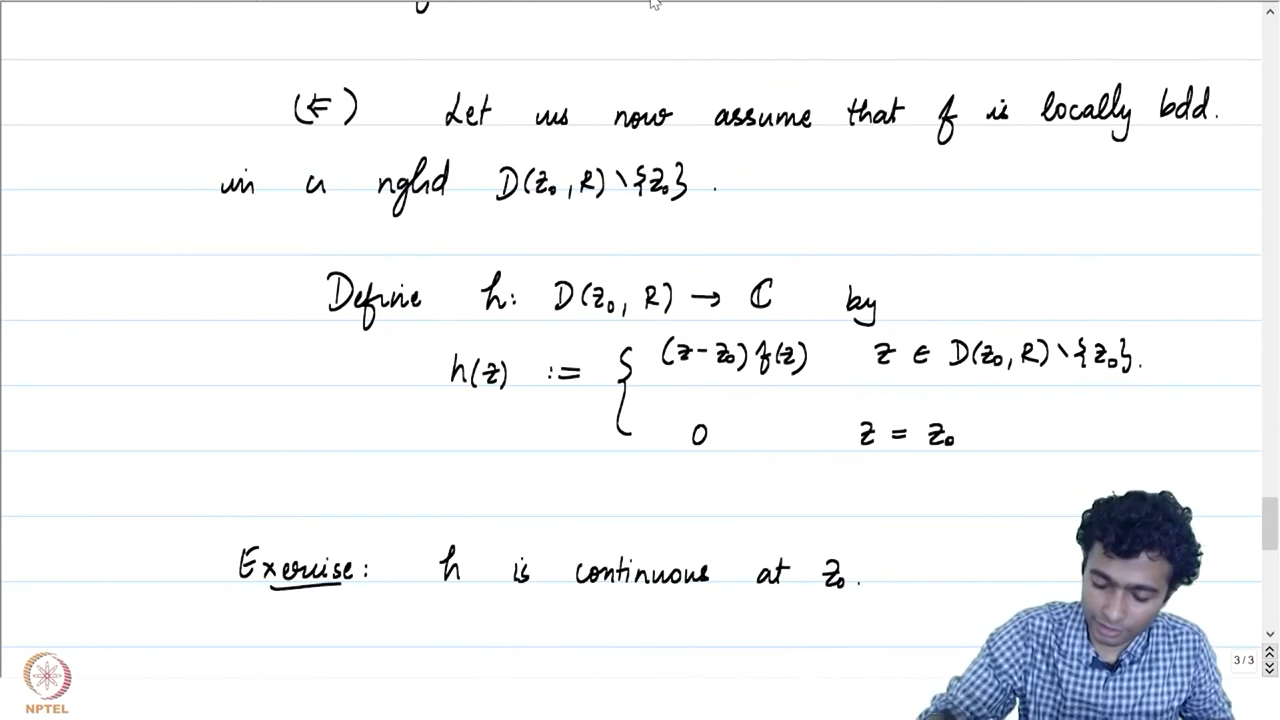 (⇐) Let us now assume that f is locally bdd.
in a nghd D(z₀, R) \ {z₀} .
Define h: D(z₀, R) → ℂ by
h(z) := { (z - z₀) f(z) z ∈ D(z₀, R) \ {z₀}.
0 z = z₀
Exercise: h is continuous at z₀.
3 / 3
NPTEL